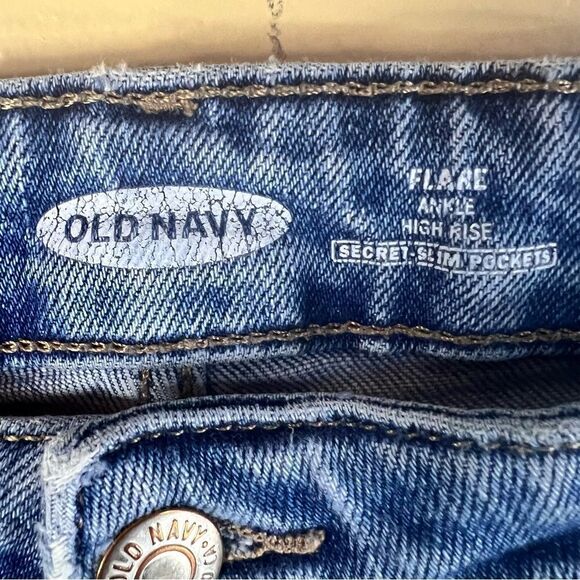 OLD NAVY
FLARE
ANKLE
HIGH RISE
SECRET-SLIM POCKETS
OLD NAVY